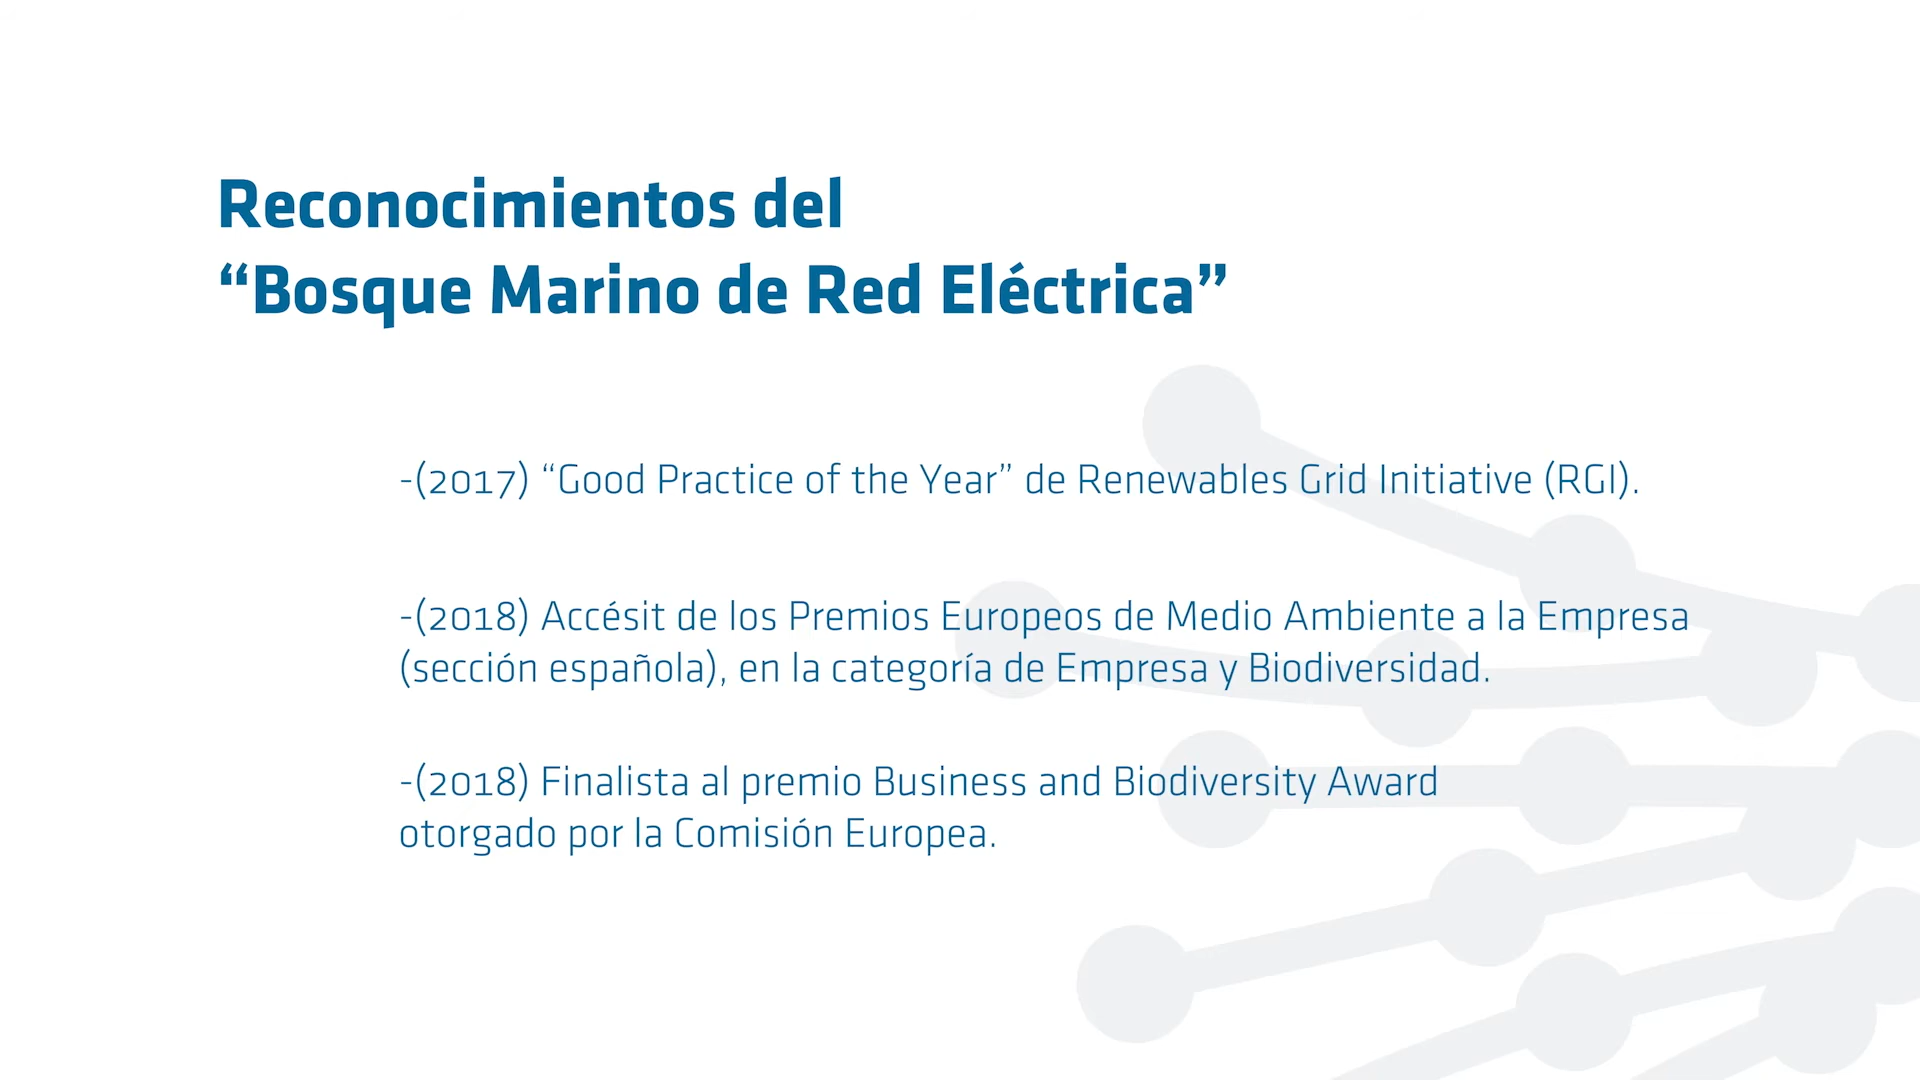 Reconocimientos del
“Bosque Marino de Red Eléctrica”
-(2017) “Good Practice of the Year” de Renewables Grid Initiative (RGI).
-(2018) Accésit de los Premios Europeos de Medio Ambiente a la Empresa
(sección española), en la categoría de Empresa y Biodiversidad.
-(2018) Finalista al premio Business and Biodiversity Award
otorgado por la Comisión Europea.